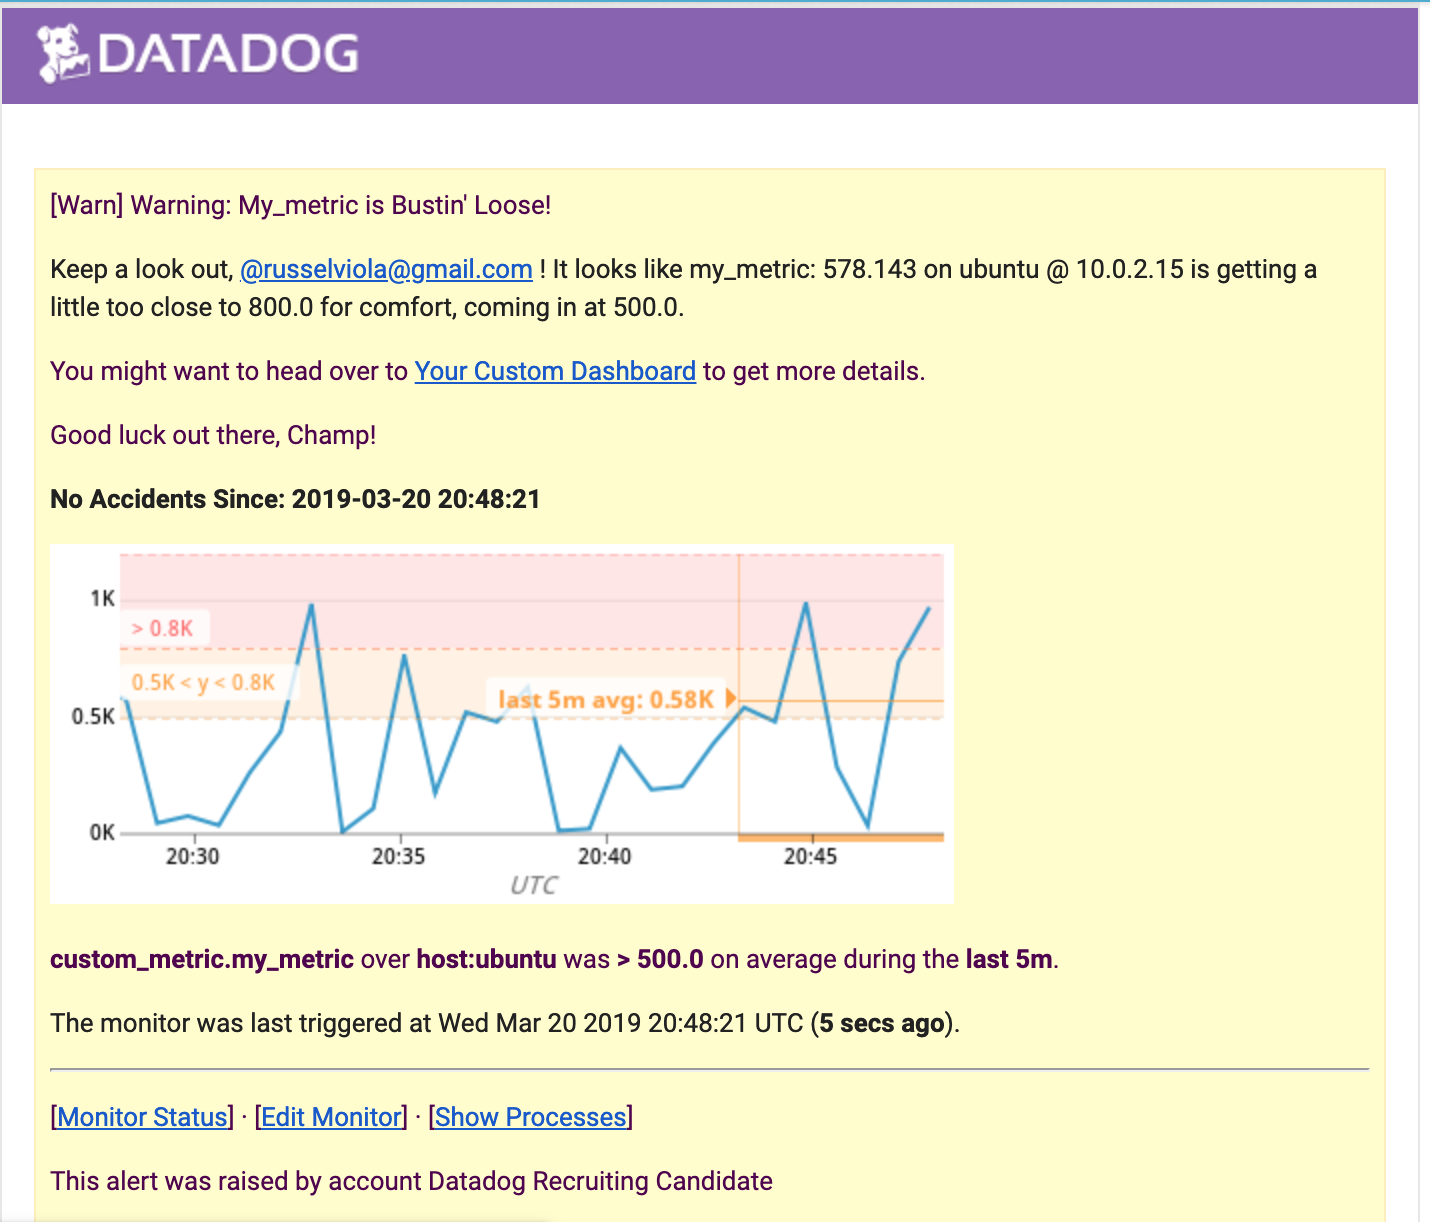 DATADOG
[Warn] Warning: My_metric is Bustin' Loose!
Keep a look out, @russelviola@gmail.com ! It looks like my_metric: 578.143 on ubuntu @ 10.0.2.15 is getting a
little too close to 800.0 for comfort, coming in at 500.0.
You might want to head over to Your Custom Dashboard to get more details.
Good luck out there, Champ!
No Accidents Since: 2019-03-20 20:48:21
1K
> 0.8K
0.5K < y < 0.8K
last 5m avg: 0.58K
0.5K
0K
20:30 20:35 20:40 20:45
UTC
custom_metric.my_metric over host:ubuntu was > 500.0 on average during the last 5m.
The monitor was last triggered at Wed Mar 20 2019 20:48:21 UTC (5 secs ago).
[Monitor Status] · [Edit Monitor] · [Show Processes]
This alert was raised by account Datadog Recruiting Candidate